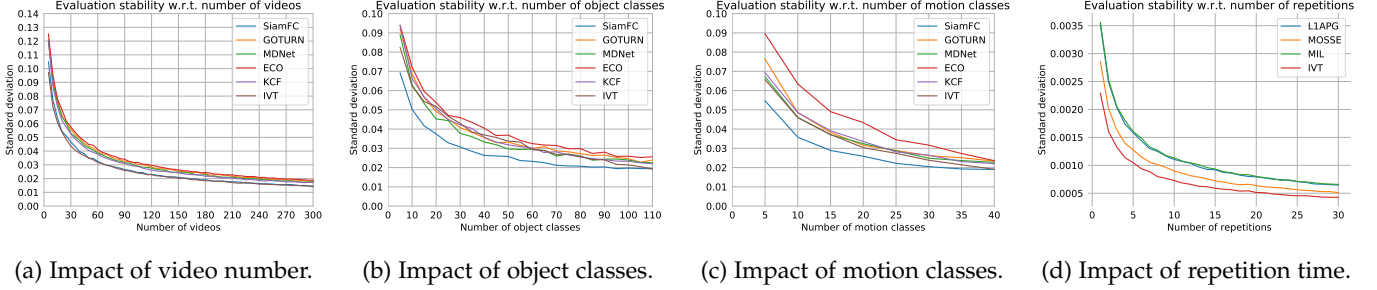 Evaluation stability w.r.t. number of videos
Standard deviation
0.14
0.13
0.12
0.11
0.10
0.09
0.08
0.07
0.06
0.05
0.04
0.03
0.02
0.01
0.00
SiamFC
GOTURN
MDNet
ECO
KCF
IVT
0 30 60 90 120 150 180 210 240 270 300
Number of videos
(a) Impact of video number.
Evaluation stability w.r.t. number of object classes
Standard deviation
0.10
0.09
0.08
0.07
0.06
0.05
0.04
0.03
0.02
0.01
0.00
SiamFC
GOTURN
MDNet
ECO
KCF
IVT
0 10 20 30 40 50 60 70 80 90 100 110
Number of object classes
(b) Impact of object classes.
Evaluation stability w.r.t. number of motion classes
Standard deviation
0.10
0.09
0.08
0.07
0.06
0.05
0.04
0.03
0.02
0.01
0.00
SiamFC
GOTURN
MDNet
ECO
KCF
IVT
0 5 10 15 20 25 30 35 40
Number of motion classes
(c) Impact of motion classes.
Evaluation stability w.r.t. number of repetitions
Standard deviation
0.0035
0.0030
0.0025
0.0020
0.0015
0.0010
0.0005
L1APG
MOSSE
MIL
IVT
0 5 10 15 20 25 30
Number of repetitions
(d) Impact of repetition time.